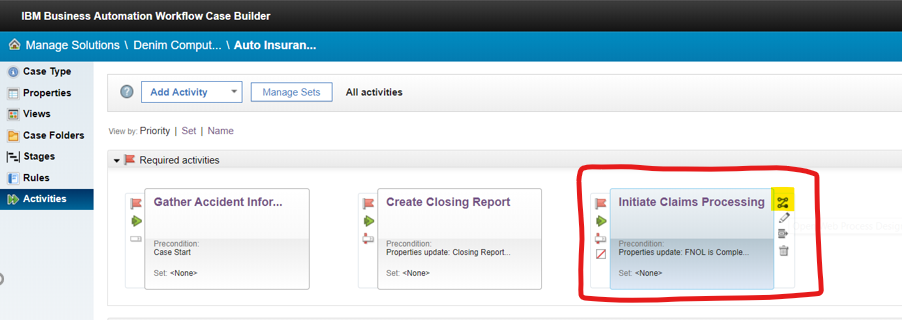 IBM Business Automation Workflow Case Builder
Manage Solutions \ Denim Comput... \ Auto Insuran...
Case Type
Properties
Views
Case Folders
Stages
Rules
Activities
Add Activity
Manage Sets
All activities
View by: Priority | Set | Name
Required activities
Gather Accident Infor...
Precondition:
Case Start
Set: <None>
Create Closing Report
Precondition:
Properties update: Closing Report...
Set: <None>
Initiate Claims Processing
Precondition:
Properties update: FNOL is Comple...
Set: <None>